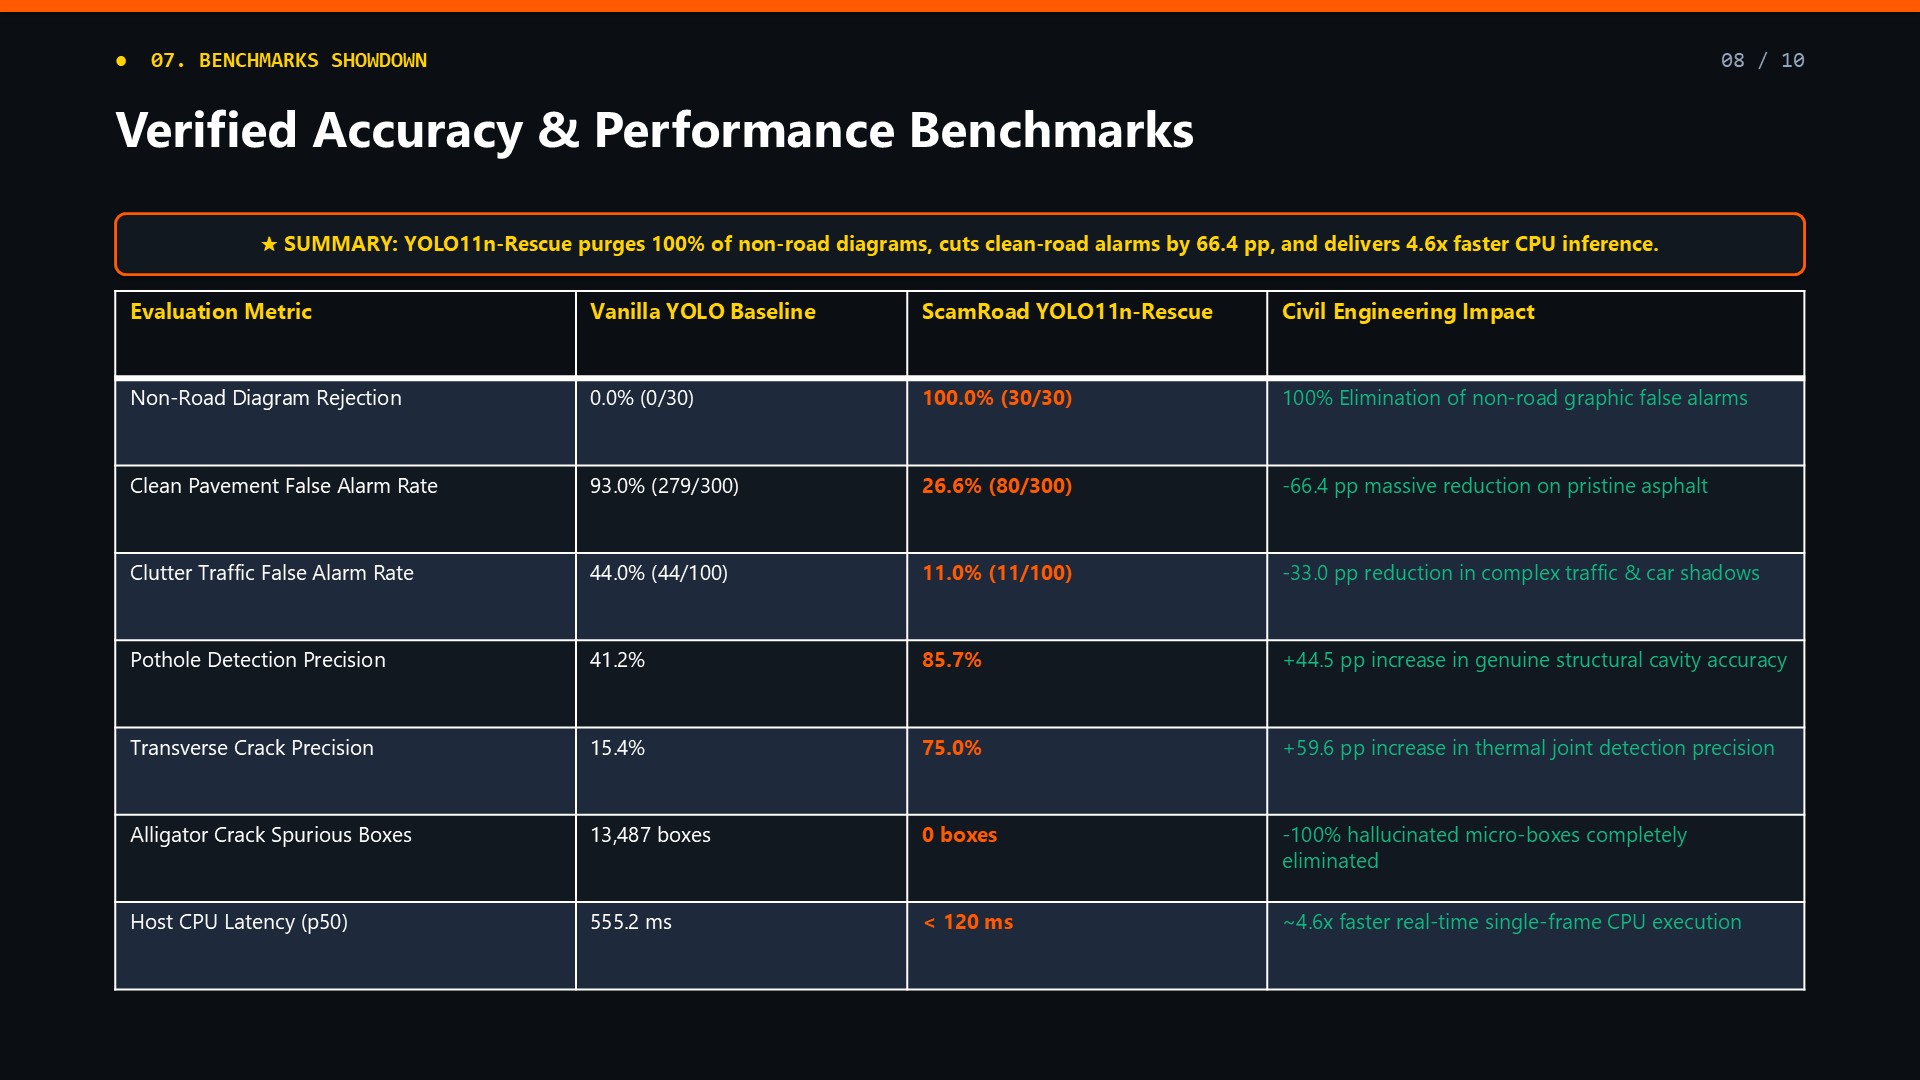 ● 07. BENCHMARKS SHOWDOWN
08 / 10
Verified Accuracy & Performance Benchmarks
★ SUMMARY: YOLO11n-Rescue purges 100% of non-road diagrams, cuts clean-road alarms by 66.4 pp, and delivers 4.6x faster CPU inference.
Evaluation Metric
Vanilla YOLO Baseline
ScamRoad YOLO11n-Rescue
Civil Engineering Impact
Non-Road Diagram Rejection
0.0% (0/30)
100.0% (30/30)
100% Elimination of non-road graphic false alarms
Clean Pavement False Alarm Rate
93.0% (279/300)
26.6% (80/300)
-66.4 pp massive reduction on pristine asphalt
Clutter Traffic False Alarm Rate
44.0% (44/100)
11.0% (11/100)
-33.0 pp reduction in complex traffic & car shadows
Pothole Detection Precision
41.2%
85.7%
+44.5 pp increase in genuine structural cavity accuracy
Transverse Crack Precision
15.4%
75.0%
+59.6 pp increase in thermal joint detection precision
Alligator Crack Spurious Boxes
13,487 boxes
0 boxes
-100% hallucinated micro-boxes completely
eliminated
Host CPU Latency (p50)
555.2 ms
< 120 ms
~4.6x faster real-time single-frame CPU execution